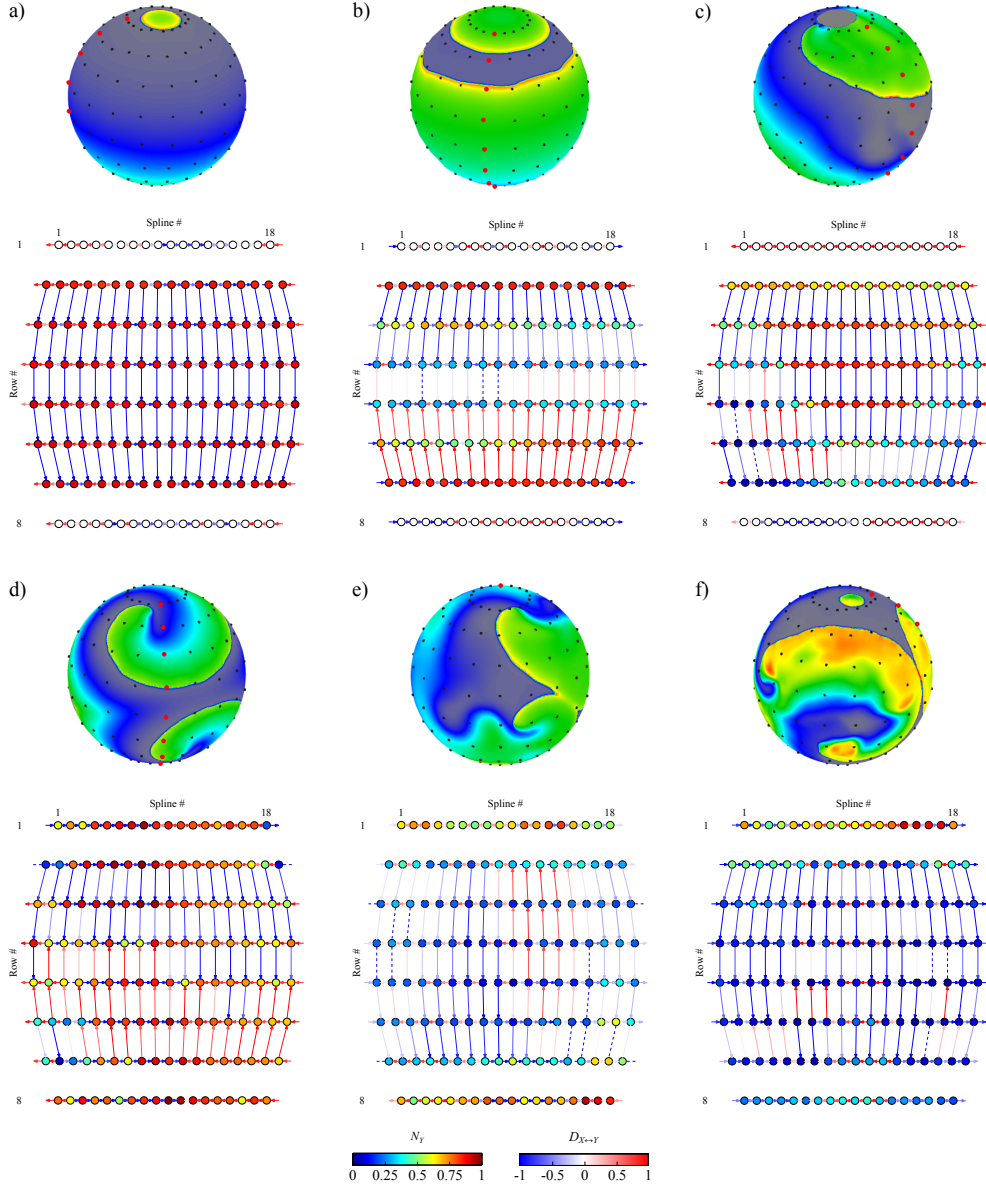 a)
b)
c)
Spline #
1 18
1
Row #
8
Spline #
1 18
1
Row #
8
Spline #
1 18
1
Row #
8
d)
e)
f)
Spline #
1 18
1
Row #
8
Spline #
1 18
1
Row #
8
Spline #
1 18
1
Row #
8
N_Y
0 0.25 0.75 1
D_{X↔Y}
-1 -0.5 0 0.5 1